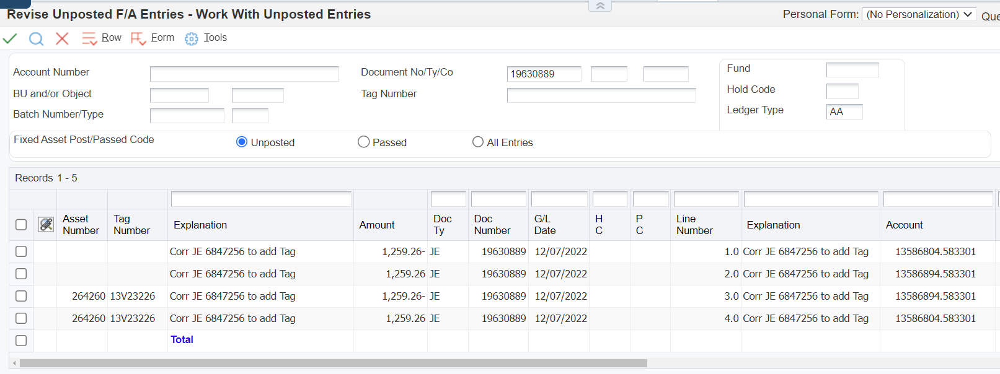 Revise Unposted F/A Entries - Work With Unposted Entries
Personal Form: (No Personalization)
Row Form Tools
Account Number
Document No/Ty/Co 19630889
Fund
BU and/or Object
Tag Number
Hold Code
Batch Number/Type
Ledger Type AA
Fixed Asset Post/Passed Code Unposted Passed All Entries
Records 1 - 5
Asset Number Tag Number Explanation Amount Doc Ty Doc Number G/L Date H C P C Line Number Explanation Account
Corr JE 6847256 to add Tag 1,259.26- JE 19630889 12/07/2022 1.0 Corr JE 6847256 to add Tag 13586804.583301
Corr JE 6847256 to add Tag 1,259.26 JE 19630889 12/07/2022 2.0 Corr JE 6847256 to add Tag 13586894.583301
264260 13V23226 Corr JE 6847256 to add Tag 1,259.26- JE 19630889 12/07/2022 3.0 Corr JE 6847256 to add Tag 13586894.583301
264260 13V23226 Corr JE 6847256 to add Tag 1,259.26 JE 19630889 12/07/2022 4.0 Corr JE 6847256 to add Tag 13586804.583301
Total